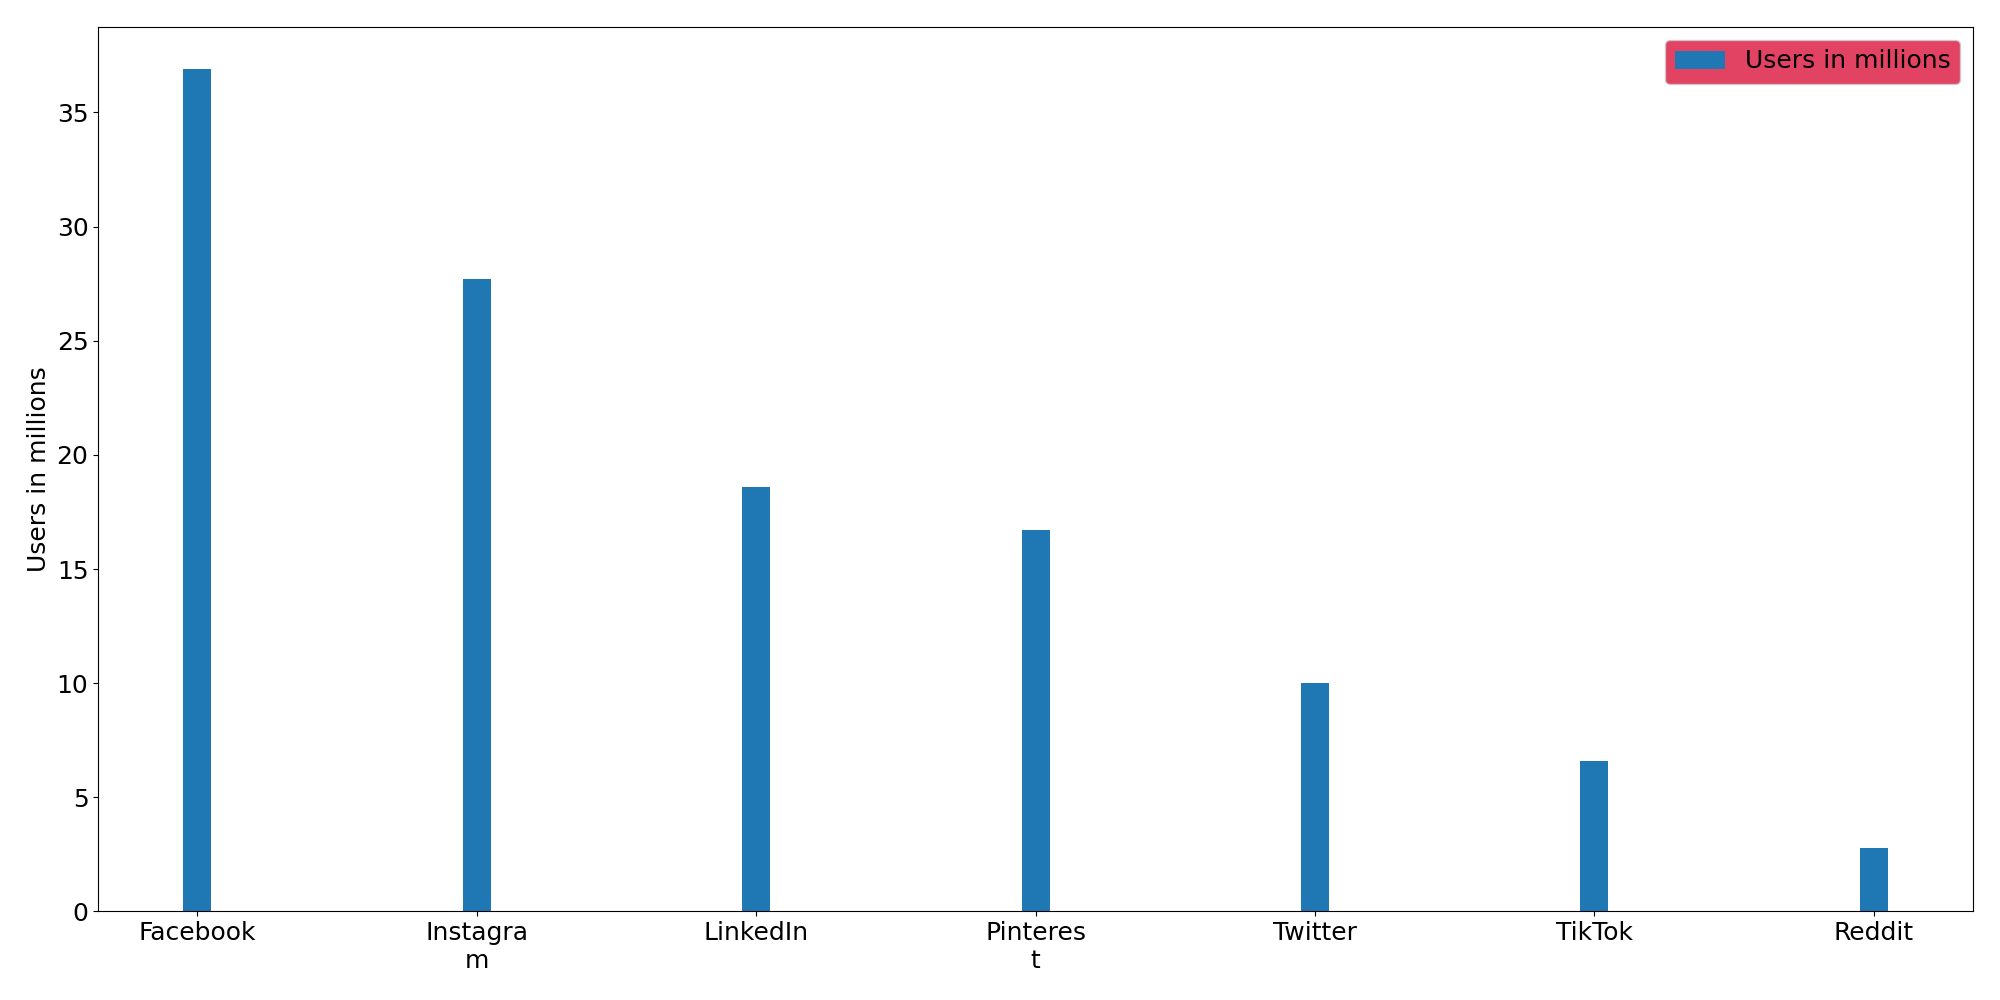 Users in millions
35
30
25
20
15
10
5
0
Users in millions
Facebook
Instagra
m
LinkedIn
Pinteres
t
Twitter
TikTok
Reddit